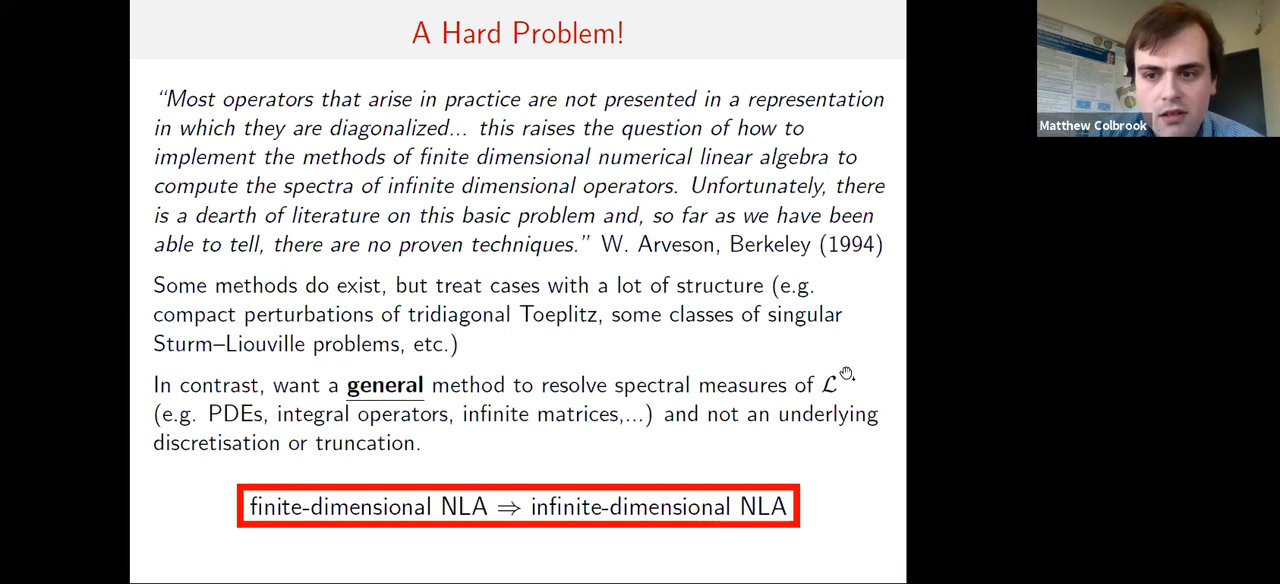 A Hard Problem!
“Most operators that arise in practice are not presented in a representation
in which they are diagonalized... this raises the question of how to
implement the methods of finite dimensional numerical linear algebra to
compute the spectra of infinite dimensional operators. Unfortunately, there
is a dearth of literature on this basic problem and, so far as we have been
able to tell, there are no proven techniques.” W. Arveson, Berkeley (1994)
Some methods do exist, but treat cases with a lot of structure (e.g.
compact perturbations of tridiagonal Toeplitz, some classes of singular
Sturm–Liouville problems, etc.)
In contrast, want a general method to resolve spectral measures of ℒ
(e.g. PDEs, integral operators, infinite matrices,...) and not an underlying
discretisation or truncation.
finite-dimensional NLA ⇒ infinite-dimensional NLA
Matthew Colbrook